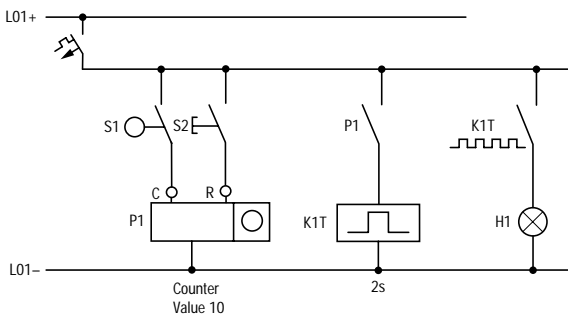 L01+
S1
S2
P1
K1T
C
R
P1
K1T
H1
L01–
Counter
Value 10
2s